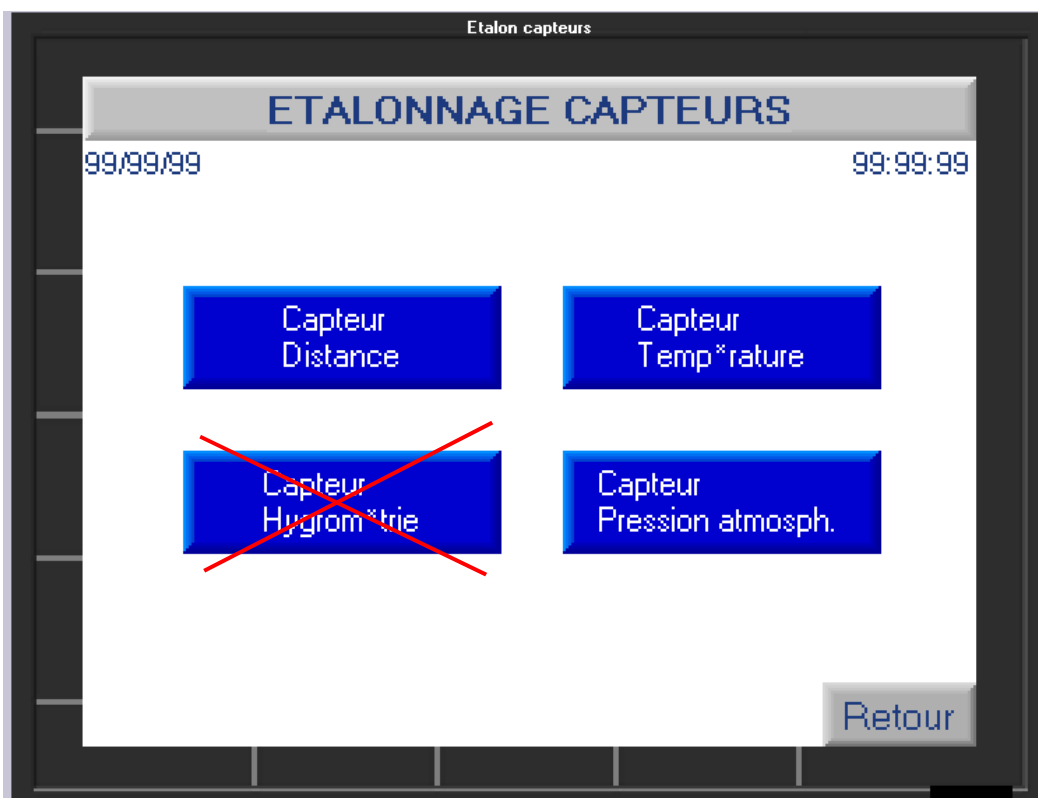 Etalon capteurs
ETALONNAGE CAPTEURS
99/99/99
99:99:99
Capteur
Distance
Capteur
Temp*rature
Capteur
Hygrom*trie
Capteur
Pression atmosph.
Retour